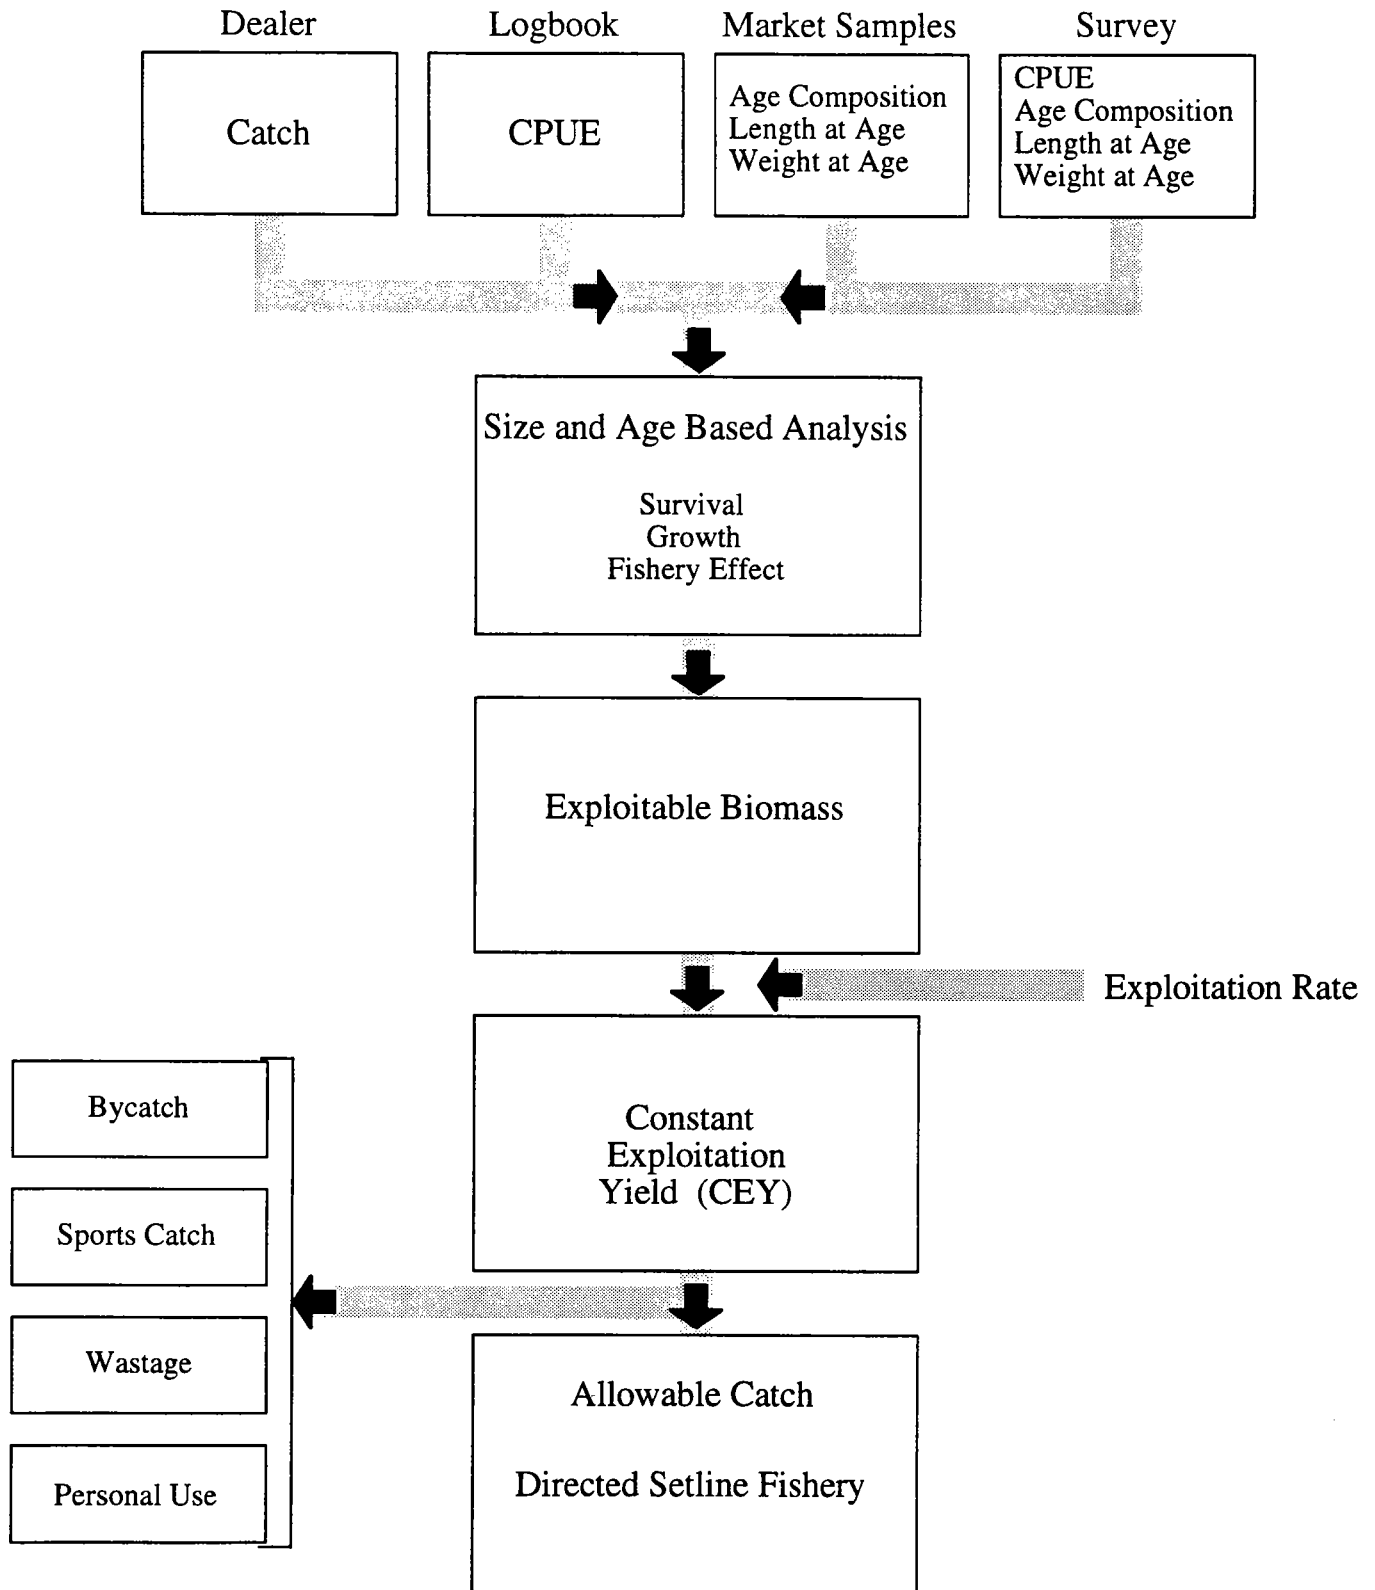 Dealer
Logbook
Market Samples
Survey
Catch
CPUE
Age Composition
Length at Age
Weight at Age
CPUE
Age Composition
Length at Age
Weight at Age
Size and Age Based Analysis
Survival
Growth
Fishery Effect
Exploitable Biomass
Exploitation Rate
Constant
Exploitation
Yield (CEY)
Bycatch
Sports Catch
Wastage
Personal Use
Allowable Catch
Directed Setline Fishery